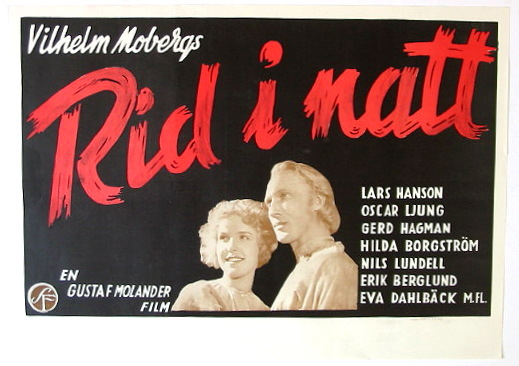 Vilhelm Mobergs
Rid i natt
LARS HANSON
OSCAR LJUNG
GERD HAGMAN
HILDA BORGSTRÖM
NILS LUNDELL
ERIK BERGLUND
EVA DAHLBÄCK M.FL.
EN
GUSTAF MOLANDER
FILM
SF